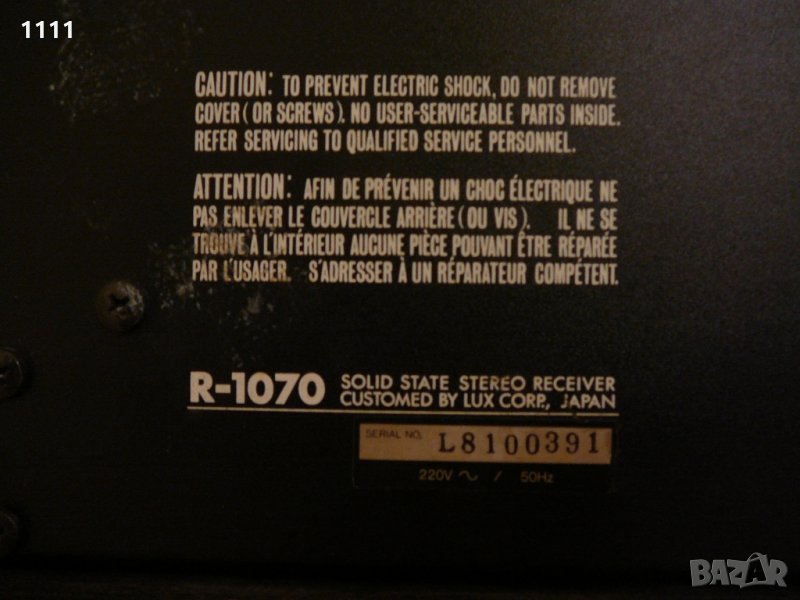 1111
CAUTION: TO PREVENT ELECTRIC SHOCK, DO NOT REMOVE
COVER (OR SCREWS). NO USER-SERVICEABLE PARTS INSIDE.
REFER SERVICING TO QUALIFIED SERVICE PERSONNEL.
ATTENTION: AFIN DE PRÉVENIR UN CHOC ÉLECTRIQUE NE
PAS ENLEVER LE COUVERCLE ARRIÈRE (OU VIS). IL NE SE
TROUVE À L'INTÉRIEUR AUCUNE PIÈCE POUVANT ÊTRE RÉPARÉE
PAR L'USAGER. S'ADRESSER À UN RÉPARATEUR COMPÉTENT.
R-1070 SOLID STATE STEREO RECEIVER
CUSTOMED BY LUX CORP., JAPAN
SERIAL NO. L8100391
220V ~ / 50Hz
BAZAR